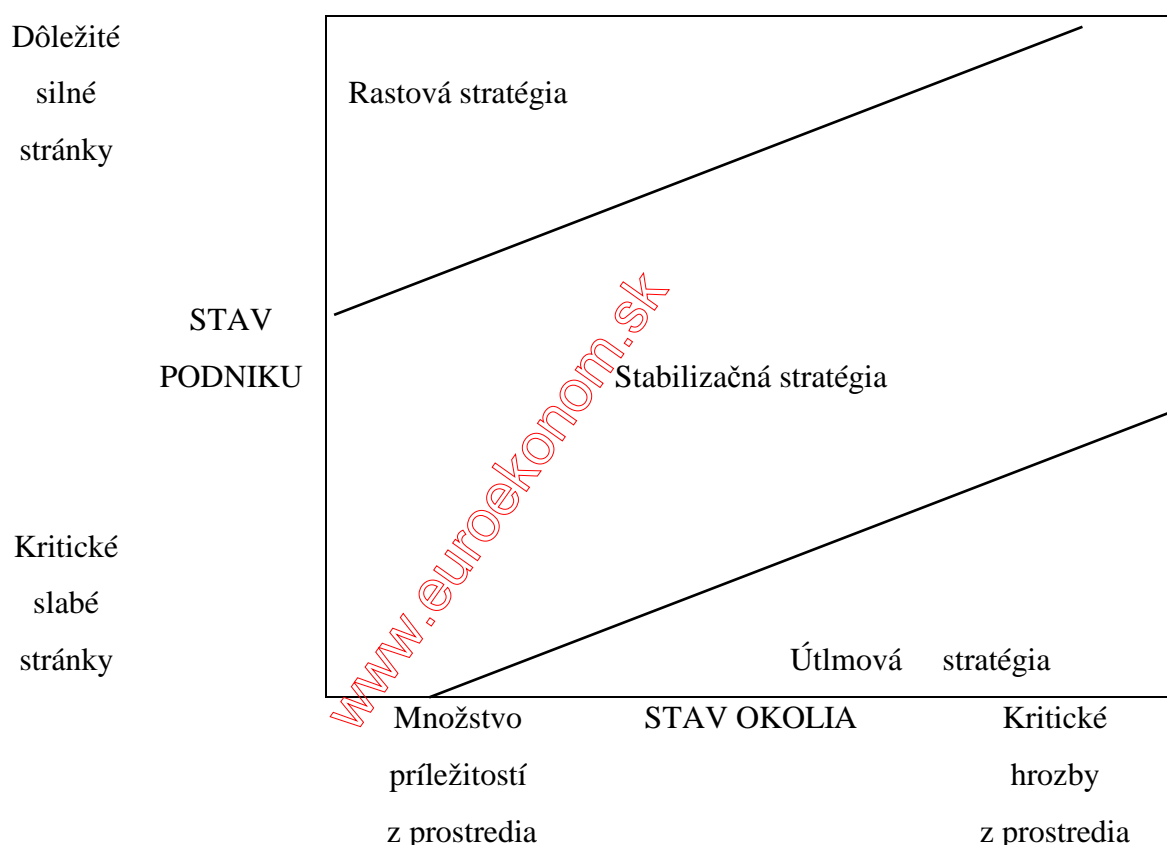 Dôležité
silné
stránky
Rastová stratégia
STAV
PODNIKU
Stabilizačná stratégia
www.euroekonom.sk
Kritické
slabé
stránky
Útlmová stratégia
Množstvo
príležitostí
z prostredia
STAV OKOLIA
Kritické
hrozby
z prostredia